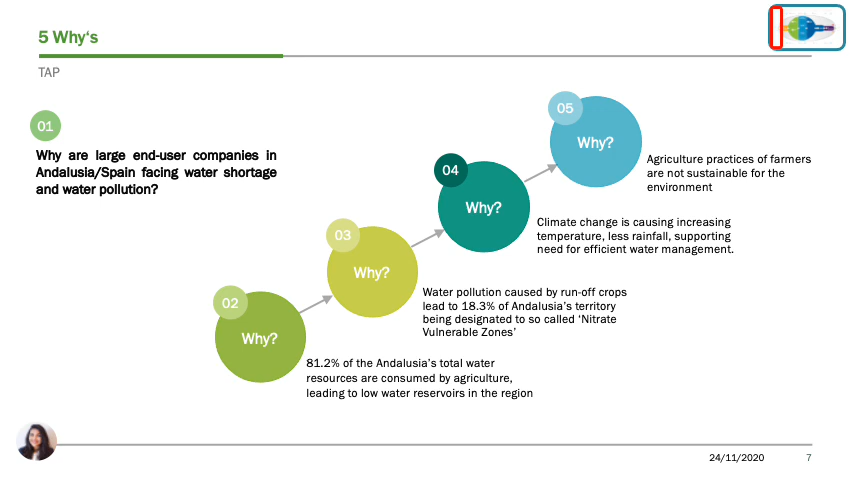 5 Why‘s
TAP
01
Why are large end-user companies in
Andalusia/Spain facing water shortage
and water pollution?
02
Why?
81.2% of the Andalusia’s total water
resources are consumed by agriculture,
leading to low water reservoirs in the region
03
Why?
Water pollution caused by run-off crops
lead to 18.3% of Andalusia’s territory
being designated to so called ‘Nitrate
Vulnerable Zones’
04
Why?
Climate change is causing increasing
temperature, less rainfall, supporting
need for efficient water management.
05
Why?
Agriculture practices of farmers
are not sustainable for the
environment
24/11/2020
7